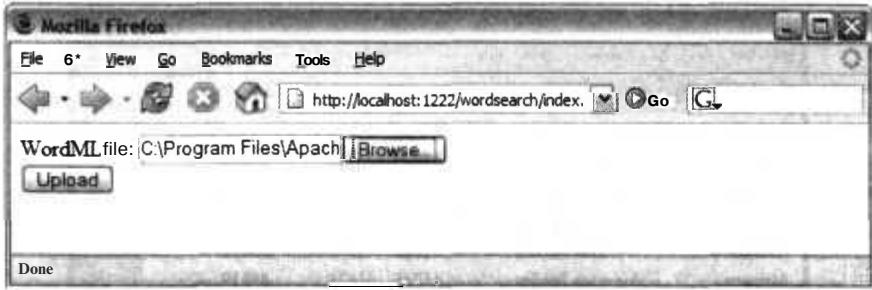 Mozilla Firefox
File 6* View Go Bookmarks Tools Help
http://localhost:1222/wordsearch/index. Go G
WordML file: C:\Program Files\Apach Browse...
Upload
Done